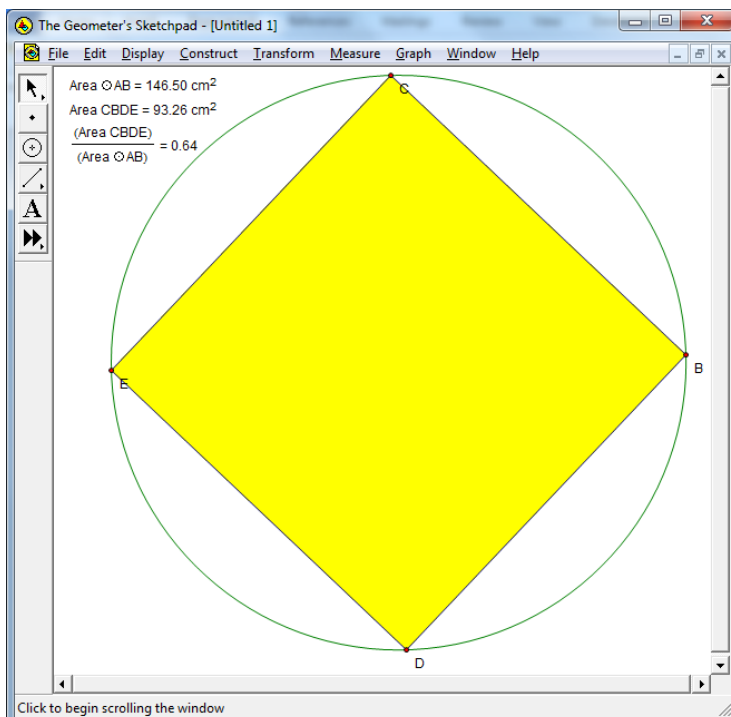 The Geometer's Sketchpad - [Untitled 1]
File Edit Display Construct Transform Measure Graph Window Help
Area ⊙AB = 146.50 cm²
Area CBDE = 93.26 cm²
(Area CBDE)
(Area ⊙AB)
= 0.64
C
B
E
D
A
Click to begin scrolling the window